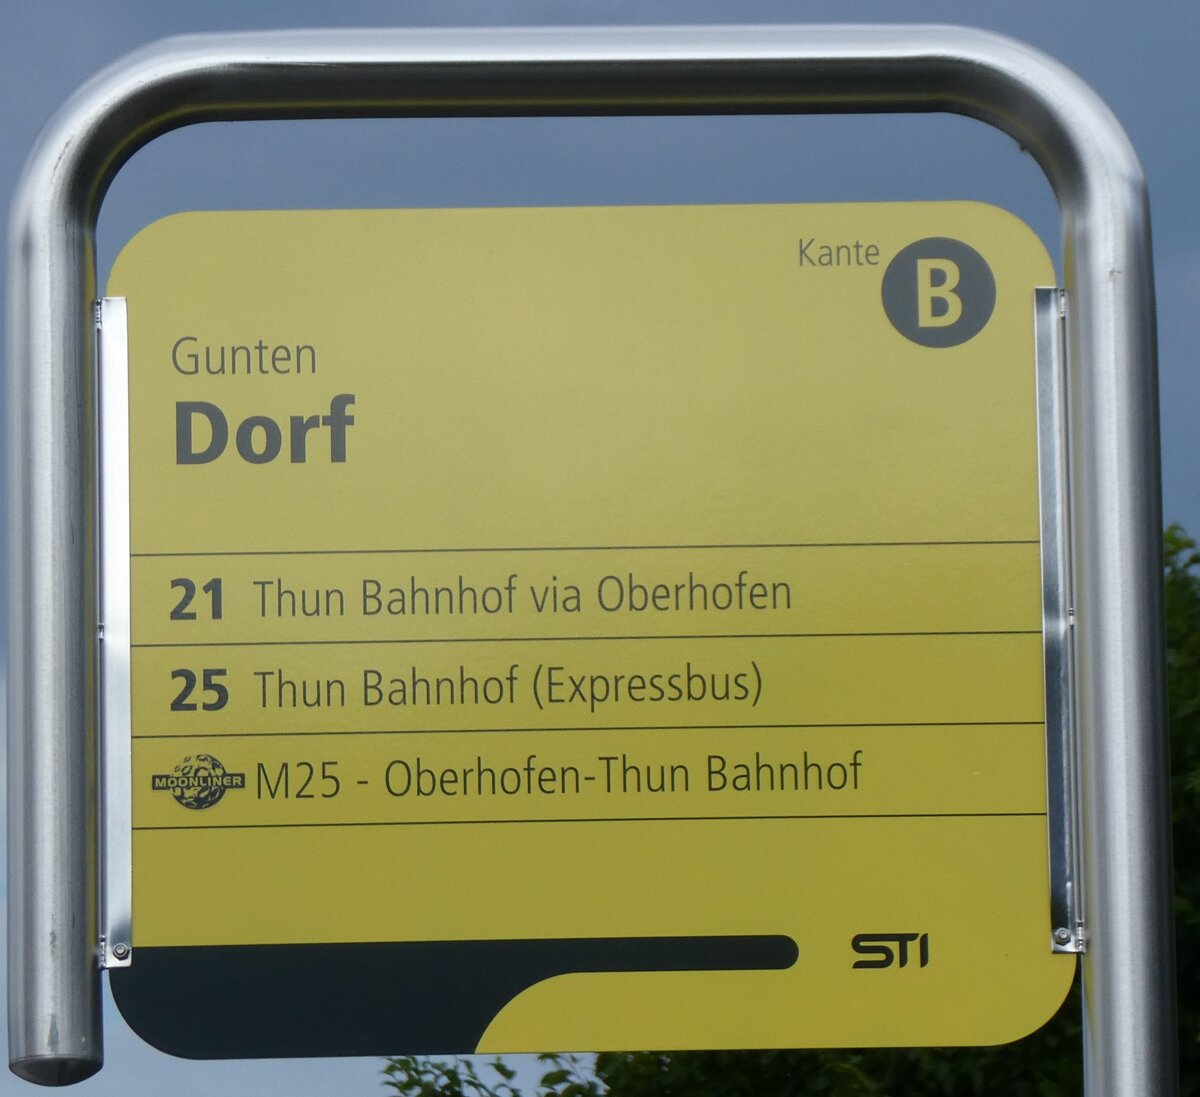 Kante B
Gunten
Dorf
21 Thun Bahnhof via Oberhofen
25 Thun Bahnhof (Expressbus)
MOONLINER M25 - Oberhofen-Thun Bahnhof
STI